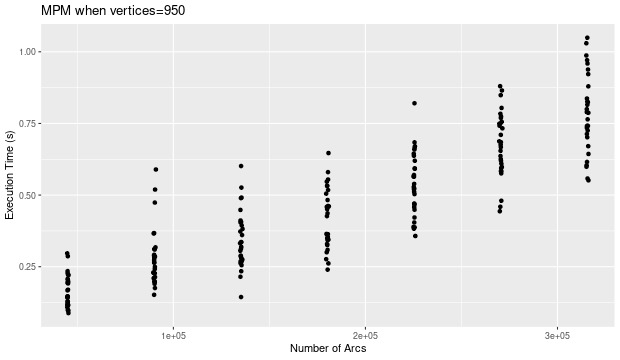 MPM when vertices=950
1.00
0.75
0.50
0.25
Execution Time (s)
1e+05 2e+05 3e+05
Number of Arcs